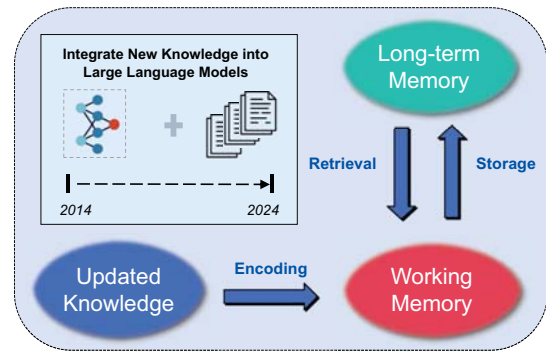 Integrate New Knowledge into
Large Language Models
2014
2024
Long-term
Memory
Retrieval
Storage
Updated
Knowledge
Encoding
Working
Memory